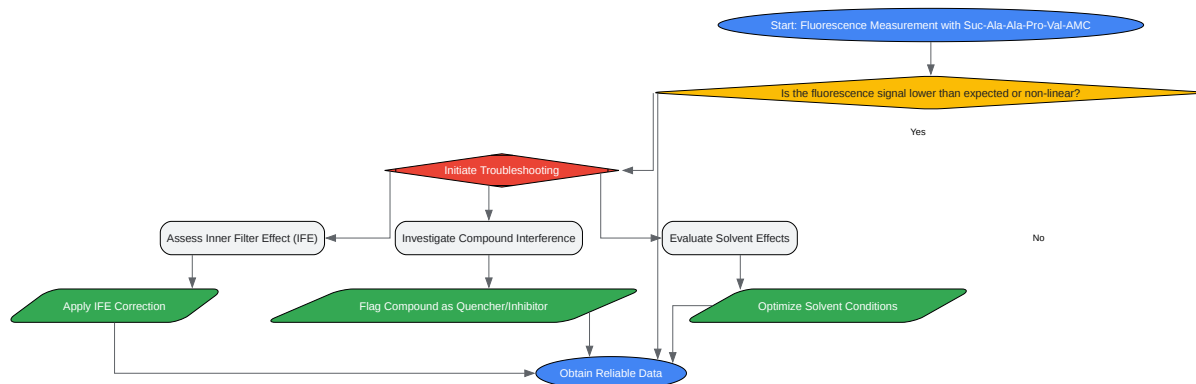 Start: Fluorescence Measurement with Suc-Ala-Ala-Pro-Val-AMC
Is the fluorescence signal lower than expected or non-linear?
Yes
Initiate Troubleshooting
Assess Inner Filter Effect (IFE)
Investigate Compound Interference
Evaluate Solvent Effects
No
Apply IFE Correction
Flag Compound as Quencher/Inhibitor
Optimize Solvent Conditions
Obtain Reliable Data